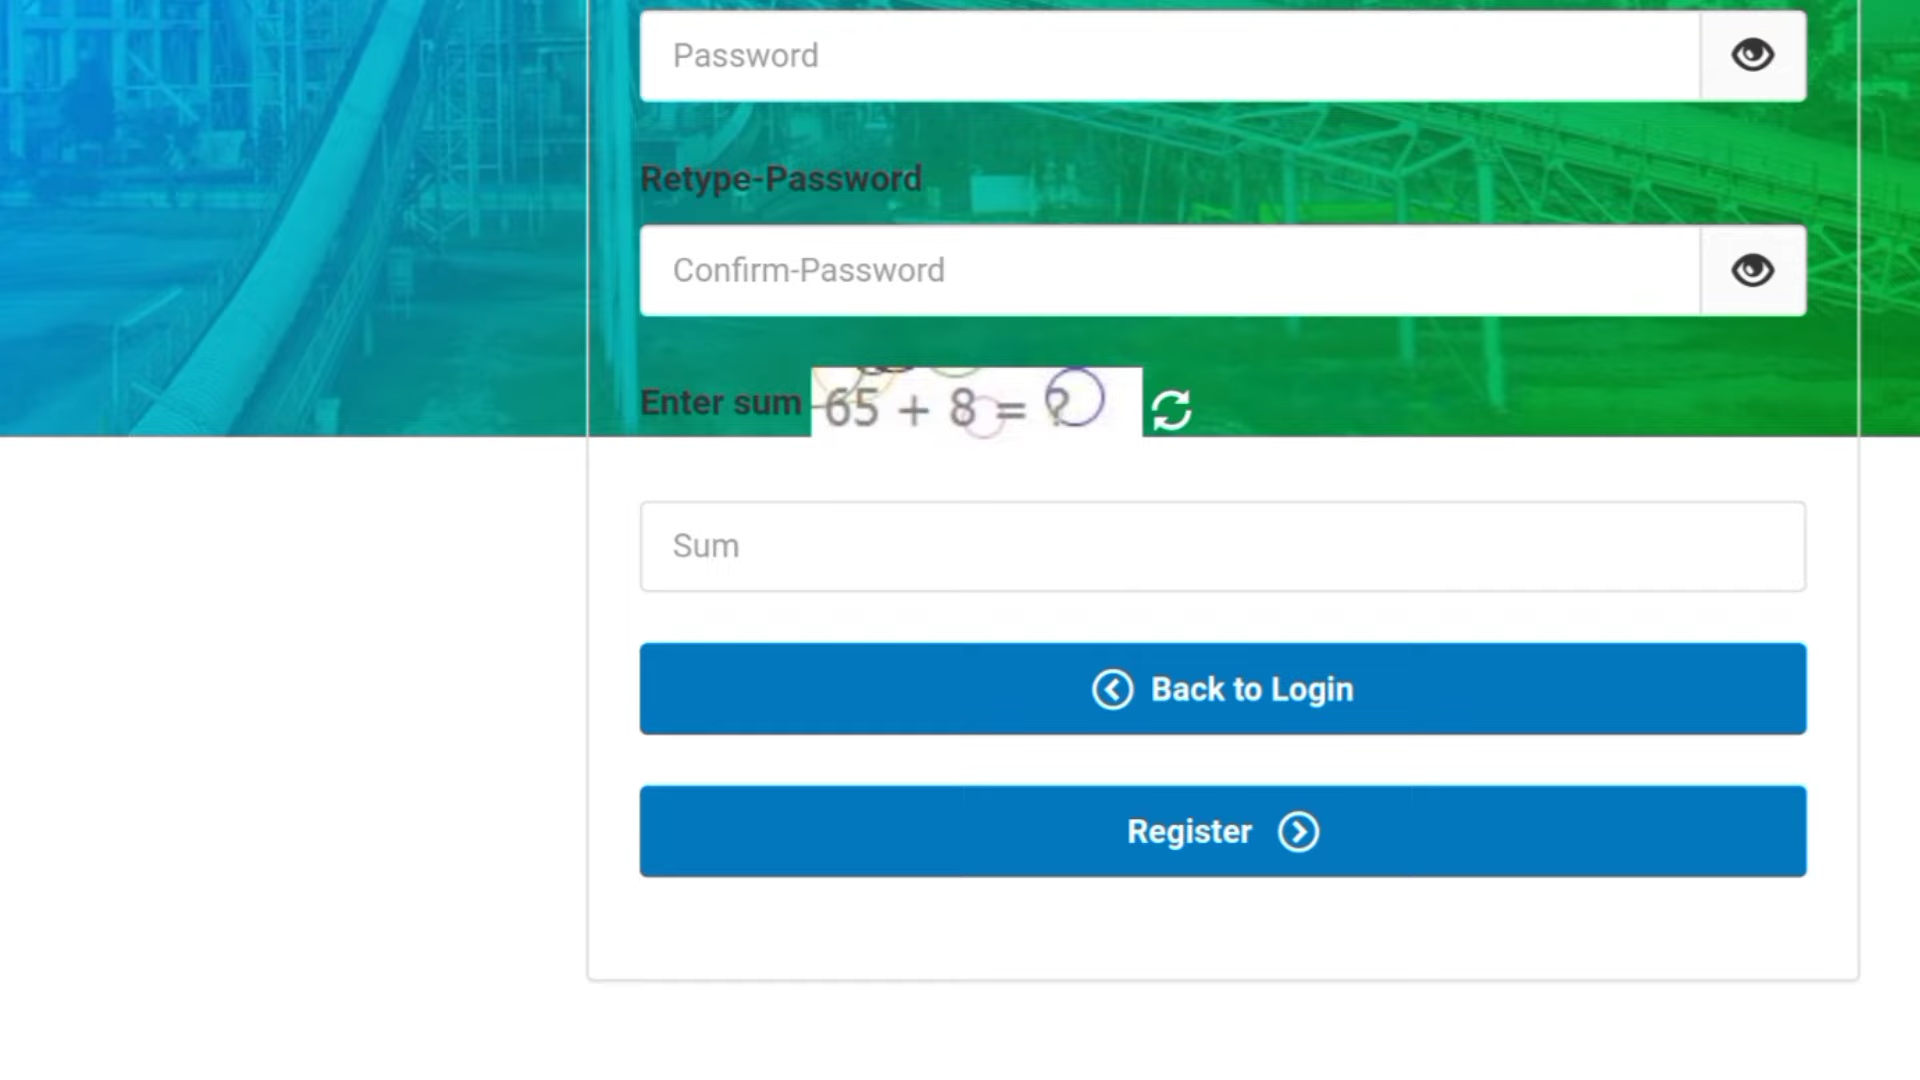 Password
Retype-Password
Confirm-Password
Enter sum 65 + 8 = ?
Sum
Back to Login
Register